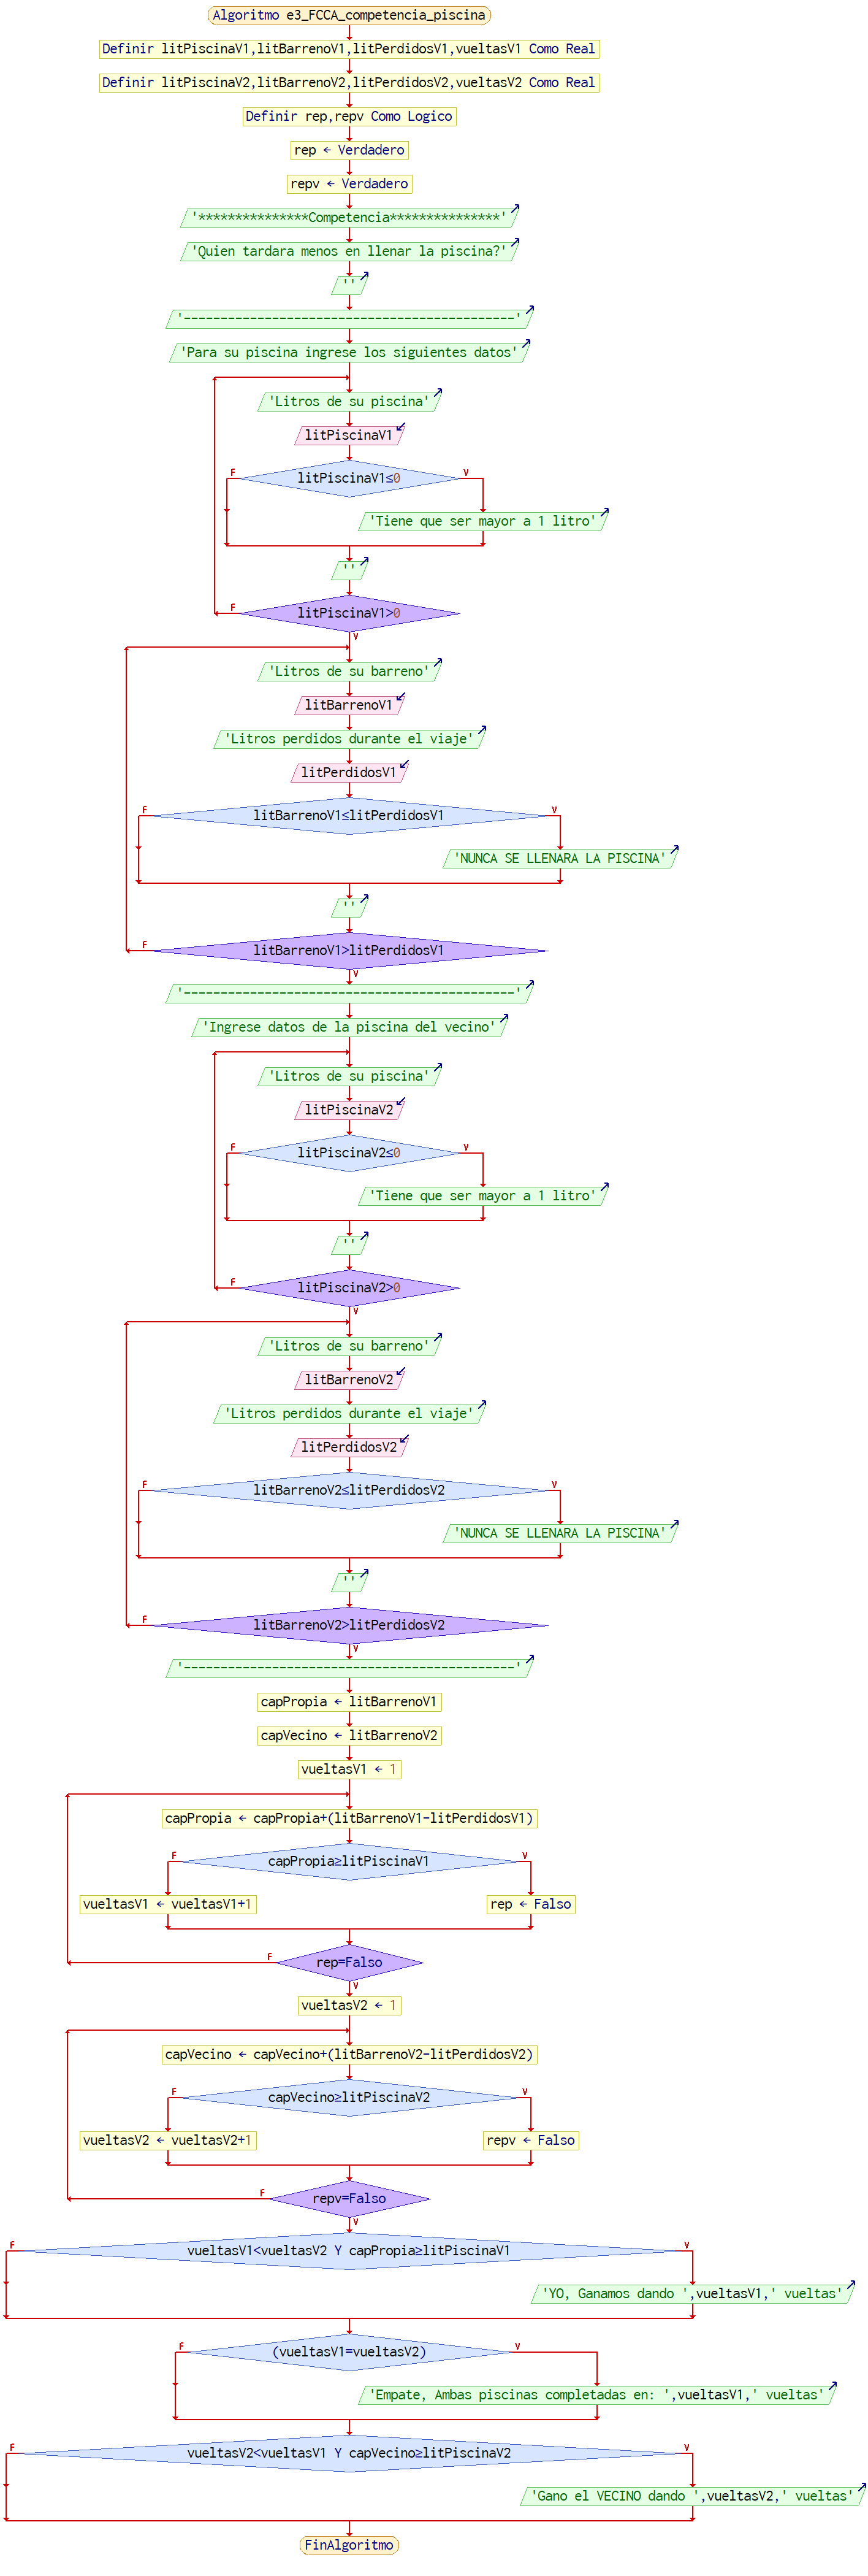 Algoritmo e3_FCCA_competencia_piscina
Definir litPiscinaV1,litBarrenoV1,litPerdidosV1,vueltasV1 Como Real
Definir litPiscinaV2,litBarrenoV2,litPerdidosV2,vueltasV2 Como Real
Definir rep,repv Como Logico
rep ← Verdadero
repv ← Verdadero
'***************Competencia***************'
'Quien tardara menos en llenar la piscina?'
''
'---------------------------------------------'
'Para su piscina ingrese los siguientes datos'
'Litros de su piscina'
litPiscinaV1
F litPiscinaV1≤0 V
'Tiene que ser mayor a 1 litro'
''
F litPiscinaV1>0
V
'Litros de su barreno'
litBarrenoV1
'Litros perdidos durante el viaje'
litPerdidosV1
F litBarrenoV1≤litPerdidosV1 V
'NUNCA SE LLENARA LA PISCINA'
''
F litBarrenoV1>litPerdidosV1
V
'---------------------------------------------'
'Ingrese datos de la piscina del vecino'
'Litros de su piscina'
litPiscinaV2
F litPiscinaV2≤0 V
'Tiene que ser mayor a 1 litro'
''
F litPiscinaV2>0
V
'Litros de su barreno'
litBarrenoV2
'Litros perdidos durante el viaje'
litPerdidosV2
F litBarrenoV2≤litPerdidosV2 V
'NUNCA SE LLENARA LA PISCINA'
''
F litBarrenoV2>litPerdidosV2
V
'---------------------------------------------'
capPropia ← litBarrenoV1
capVecino ← litBarrenoV2
vueltasV1 ← 1
capPropia ← capPropia+(litBarrenoV1-litPerdidosV1)
F capPropia≥litPiscinaV1 V
vueltasV1 ← vueltasV1+1 rep ← Falso
F rep=Falso
V
vueltasV2 ← 1
capVecino ← capVecino+(litBarrenoV2-litPerdidosV2)
F capVecino≥litPiscinaV2 V
vueltasV2 ← vueltasV2+1 repv ← Falso
F repv=Falso
V
F vueltasV1<vueltasV2 Y capPropia≥litPiscinaV1 V
'YO, Ganamos dando ',vueltasV1,' vueltas'
F (vueltasV1=vueltasV2) V
'Empate, Ambas piscinas completadas en: ',vueltasV1,' vueltas'
F vueltasV2<vueltasV1 Y capVecino≥litPiscinaV2 V
'Gano el VECINO dando ',vueltasV2,' vueltas'
FinAlgoritmo